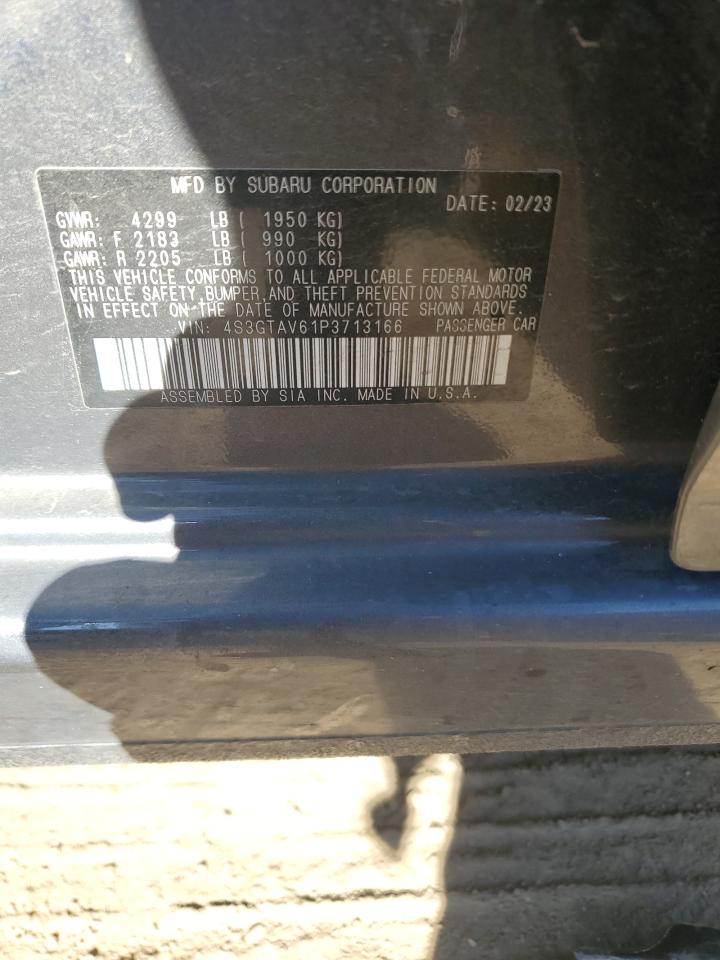 MFD BY SUBARU CORPORATION
DATE: 02/23
GVWR: 4299 LB ( 1950 KG)
GAWR: F 2183 LB ( 990 KG)
GAWR: R 2205 LB ( 1000 KG)
THIS VEHICLE CONFORMS TO ALL APPLICABLE FEDERAL MOTOR
VEHICLE SAFETY, BUMPER, AND THEFT PREVENTION STANDARDS
IN EFFECT ON THE DATE OF MANUFACTURE SHOWN ABOVE.
VIN: 4S3GTAV61P3713166 PASSENGER CAR
ASSEMBLED BY SIA INC. MADE IN U.S.A.